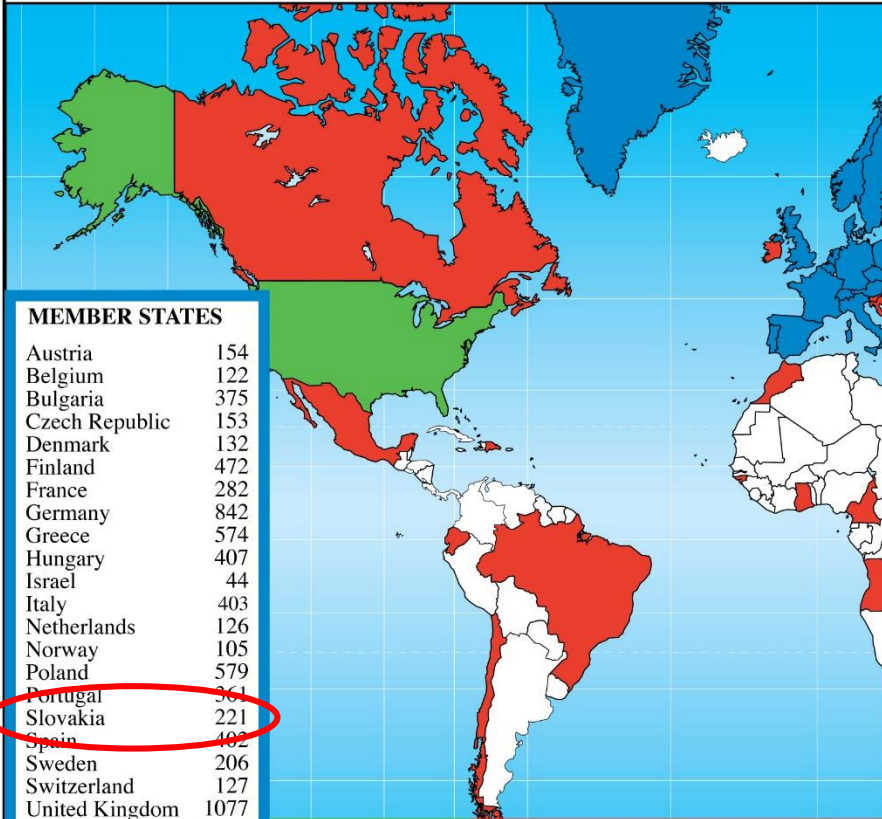 MEMBER STATES
Austria 154
Belgium 122
Bulgaria 375
Czech Republic 153
Denmark 132
Finland 472
France 282
Germany 842
Greece 574
Hungary 407
Israel 44
Italy 403
Netherlands 126
Norway 105
Poland 579
Portugal 361
Slovakia 221
Spain 402
Sweden 206
Switzerland 127
United Kingdom 1077